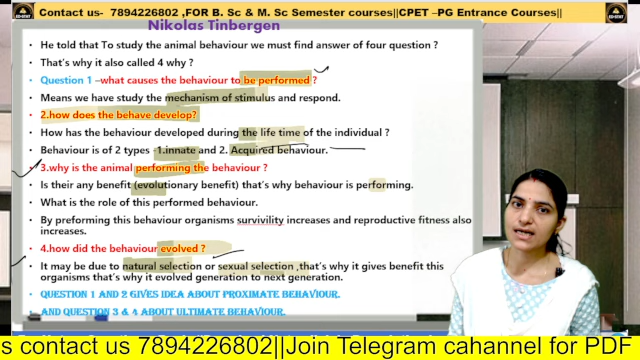 Contact us- 7894226802 ,FOR B. Sc & M. Sc Semester courses||CPET –PG Entrance Courses||
Nikolas Tinbergen
• He told that To study the animal behaviour we must find answer of four question ?
• That's why it also called 4 why ?
• Question 1 –what causes the behaviour to be performed ?
• Means we have study the mechanism of stimulus and respond.
• 2.how does the behave develop?
• How has the behaviour developed during the life time of the individual ?
• Behaviour is of 2 types -1.innate and 2. Acquired behaviour.
• 3.why is the animal performing the behaviour ?
• Is their any benefit (evolutionary benefit) that's why behaviour is performing.
• What is the role of this performed behaviour.
• By preforming this behaviour organisms survivility increases and reproductive fitness also
increases.
• 4.how did the behaviour evolved ?
• It may be due to natural selection or sexual selection ,that's why it gives benefit this
organisms that's why it evolved generation to next generation.
• QUESTION 1 AND 2 GIVES IDEA ABOUT PROXIMATE BEHAVIOUR.
• AND QUESTION 3 & 4 ABOUT ULTIMATE BEHAVIOUR.
s contact us 7894226802||Join Telegram cahannel for PDF